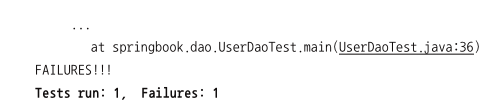 ...
at springbook.dao.UserDaoTest.main(UserDaoTest.java:36)
FAILURES!!!
Tests run: 1, Failures: 1